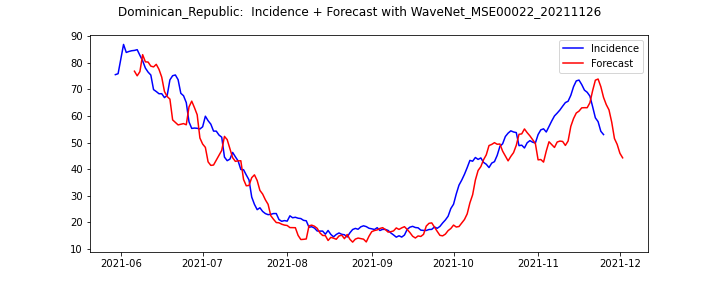 Dominican_Republic:  Incidence + Forecast with WaveNet_MSE00022_20211126
90
80
70
60
50
40
30
20
10
Incidence
Forecast
2021-06 2021-07 2021-08 2021-09 2021-10 2021-11 2021-12